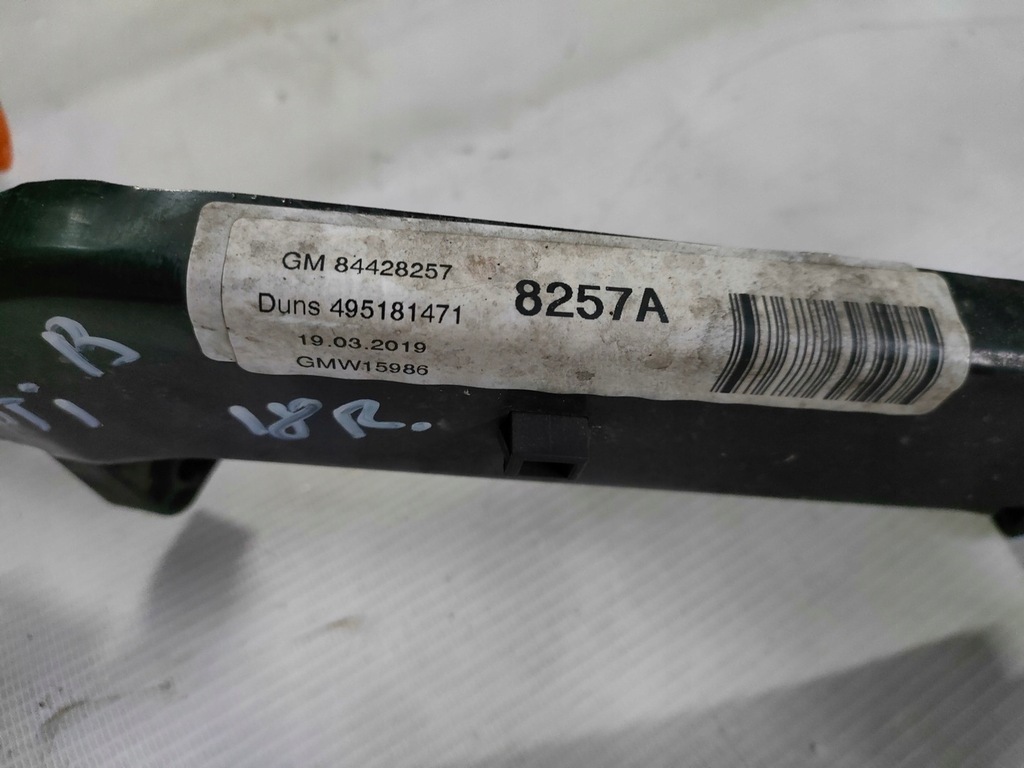 GM 84428257
Duns 495181471
19.03.2019
GMW15986
8257A
B
18R.